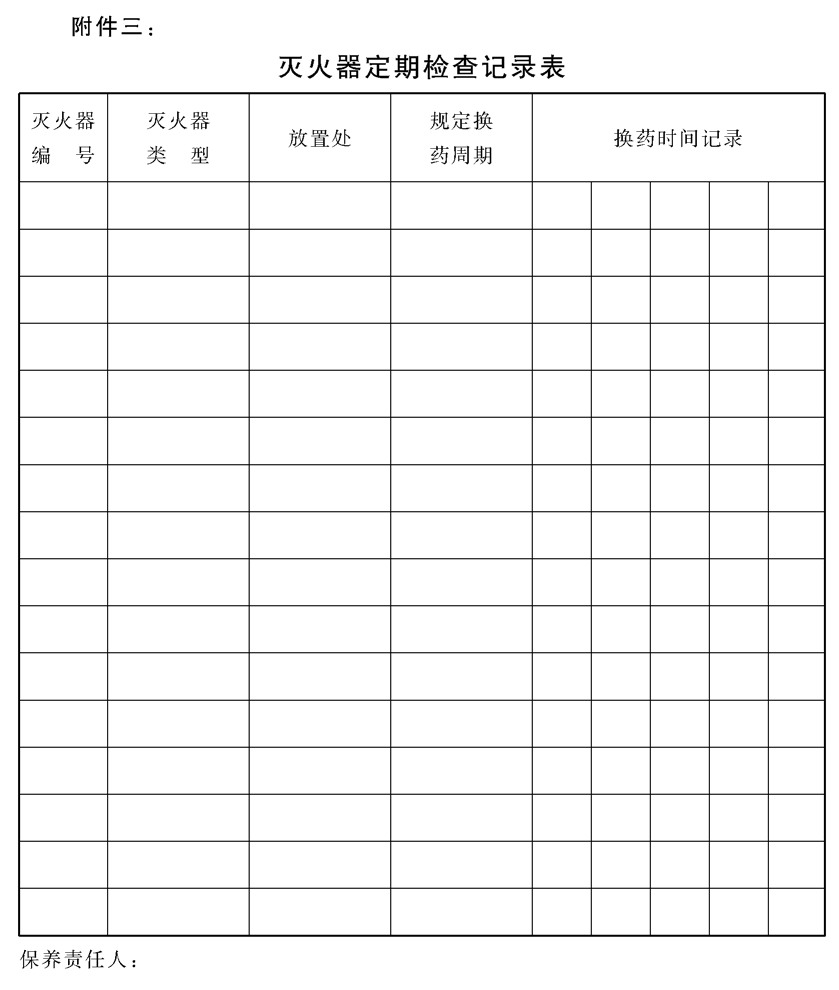 附件三：
灭火器定期检查记录表
灭火器
编　号
灭火器
类　型
放置处
规定换
药周期
换药时间记录
保养责任人：